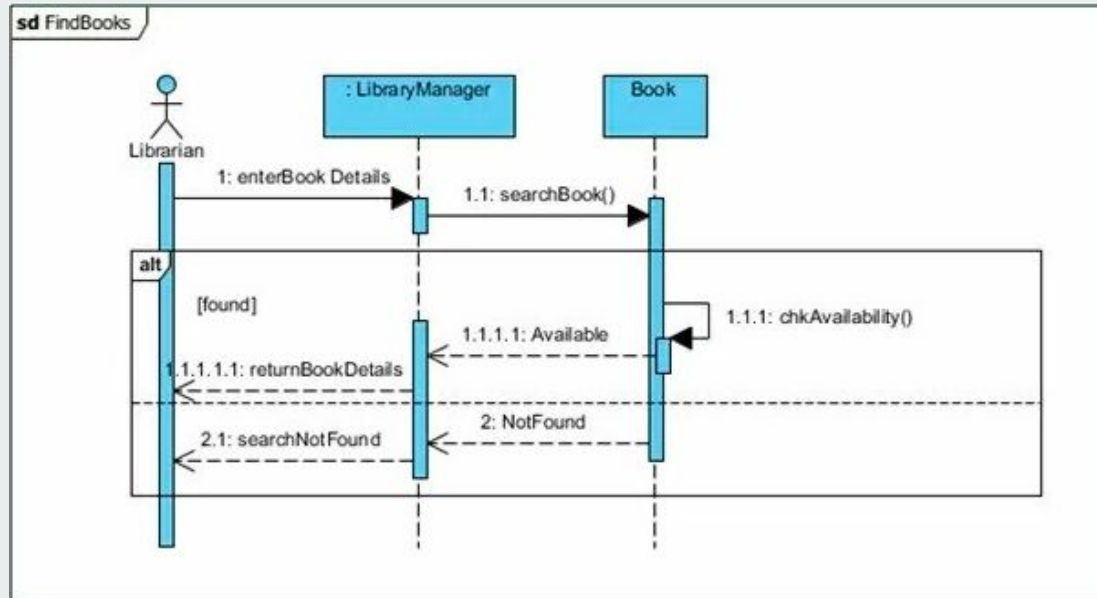 sd FindBooks
: LibraryManager
Book
Librarian
1: enterBook Details
1.1: searchBook()
alt
[found]
1.1.1: chkAvailability()
1.1.1.1: Available
1.1.1.1.1: returnBookDetails
2: NotFound
2.1: searchNotFound